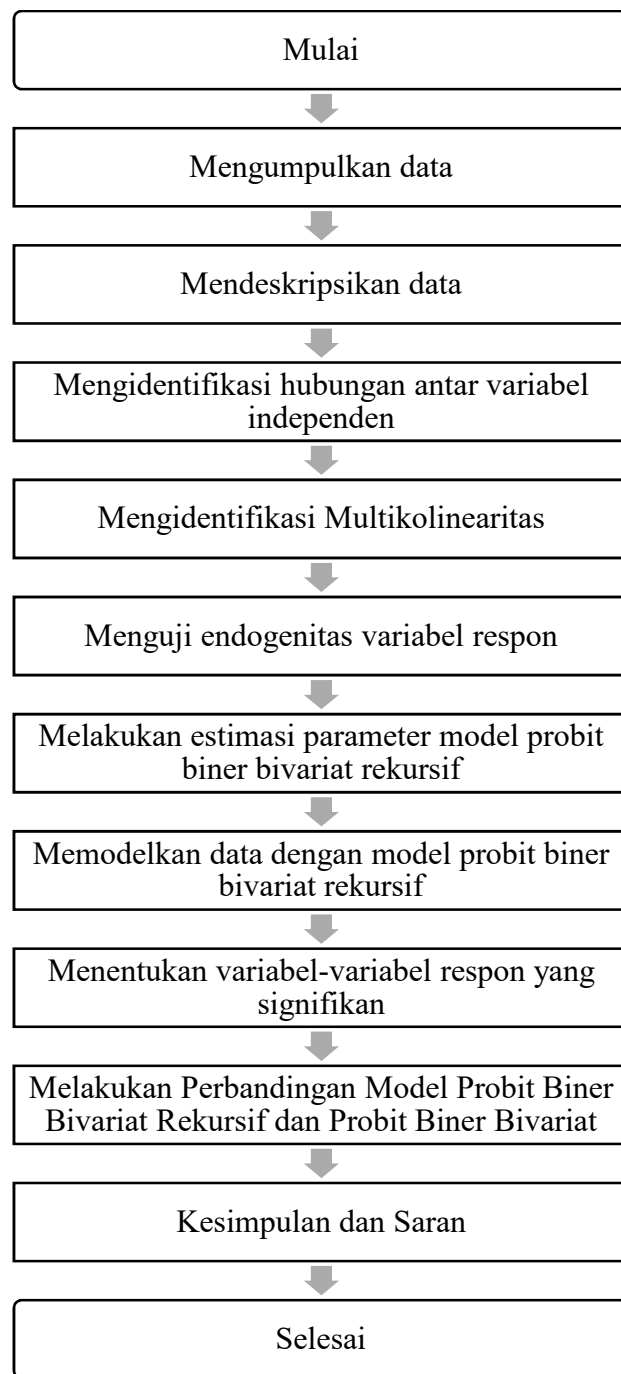 Mulai
Mengumpulkan data
Mendeskripsikan data
Mengidentifikasi hubungan antar variabel
independen
Mengidentifikasi Multikolinearitas
Menguji endogenitas variabel respon
Melakukan estimasi parameter model probit
biner bivariat rekursif
Memodelkan data dengan model probit biner
bivariat rekursif
Menentukan variabel-variabel respon yang
signifikan
Melakukan Perbandingan Model Probit Biner
Bivariat Rekursif dan Probit Biner Bivariat
Kesimpulan dan Saran
Selesai